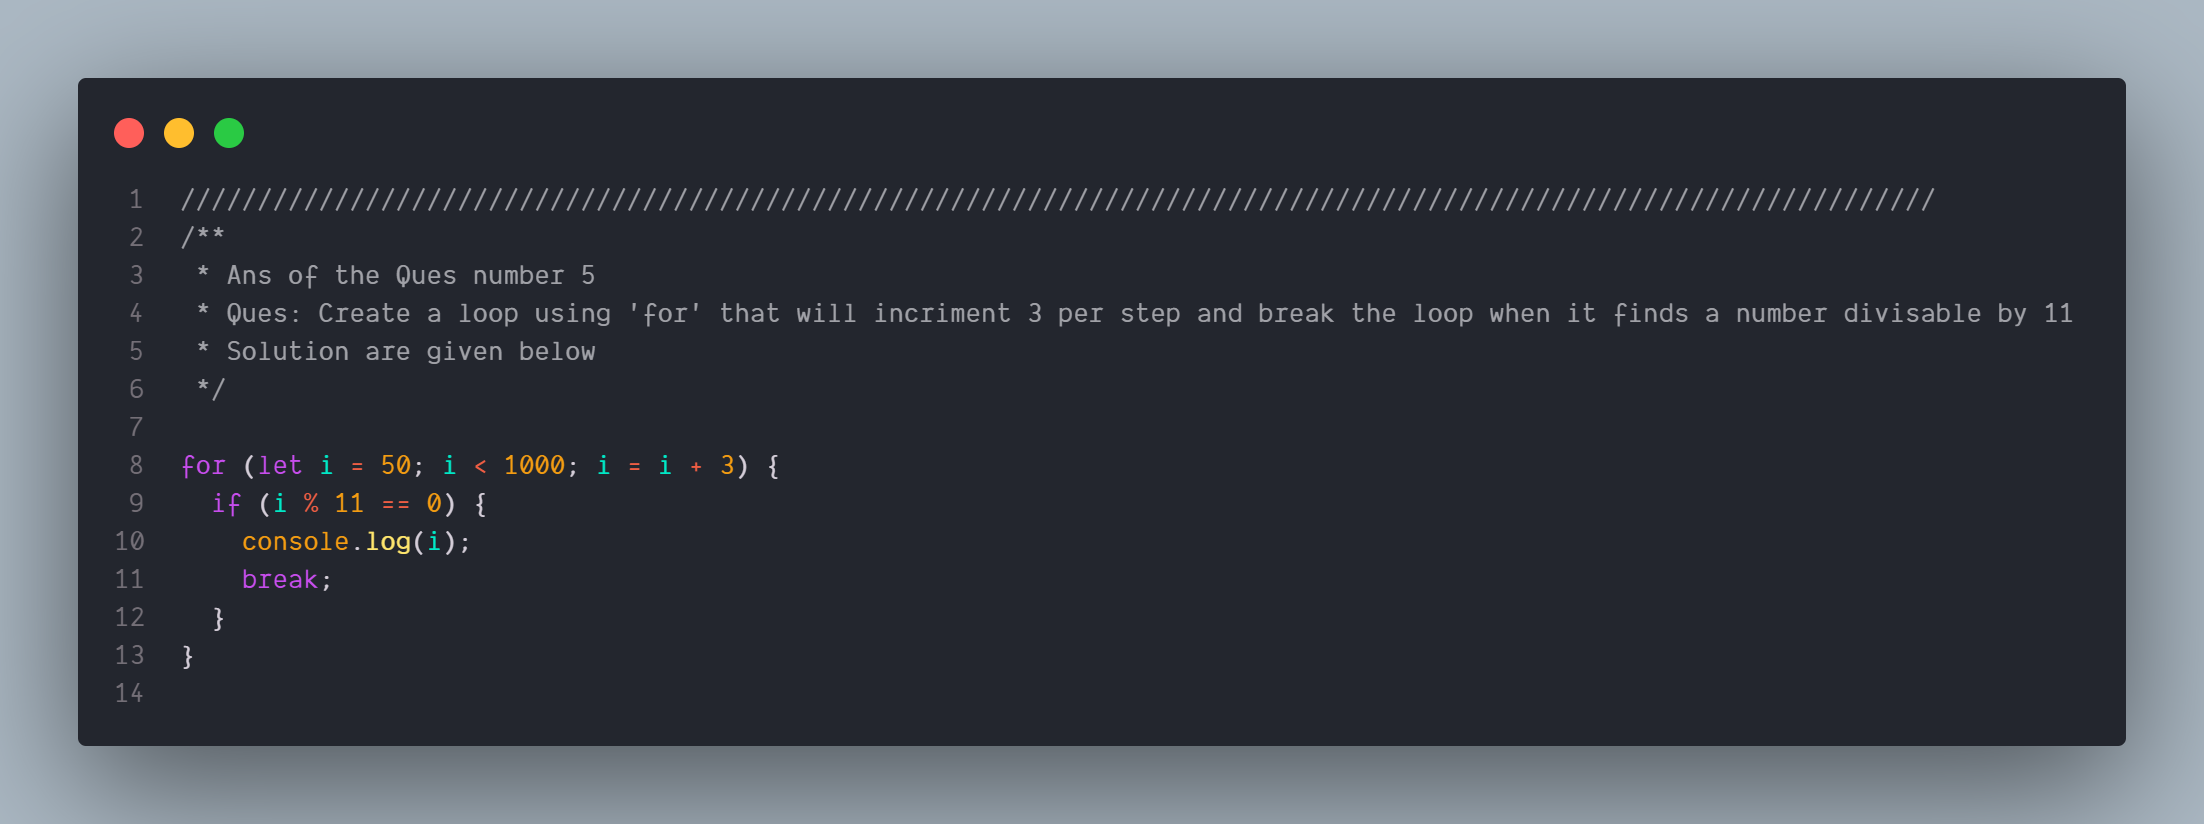 1 //////////////////////////////////////////////////////////////////////////////////////////////////////////////////
2 /**
3  * Ans of the Ques number 5
4  * Ques: Create a loop using 'for' that will incriment 3 per step and break the loop when it finds a number divisable by 11
5  * Solution are given below
6  */
7
8 for (let i = 50; i < 1000; i = i + 3) {
9   if (i % 11 == 0) {
10     console.log(i);
11     break;
12   }
13 }
14